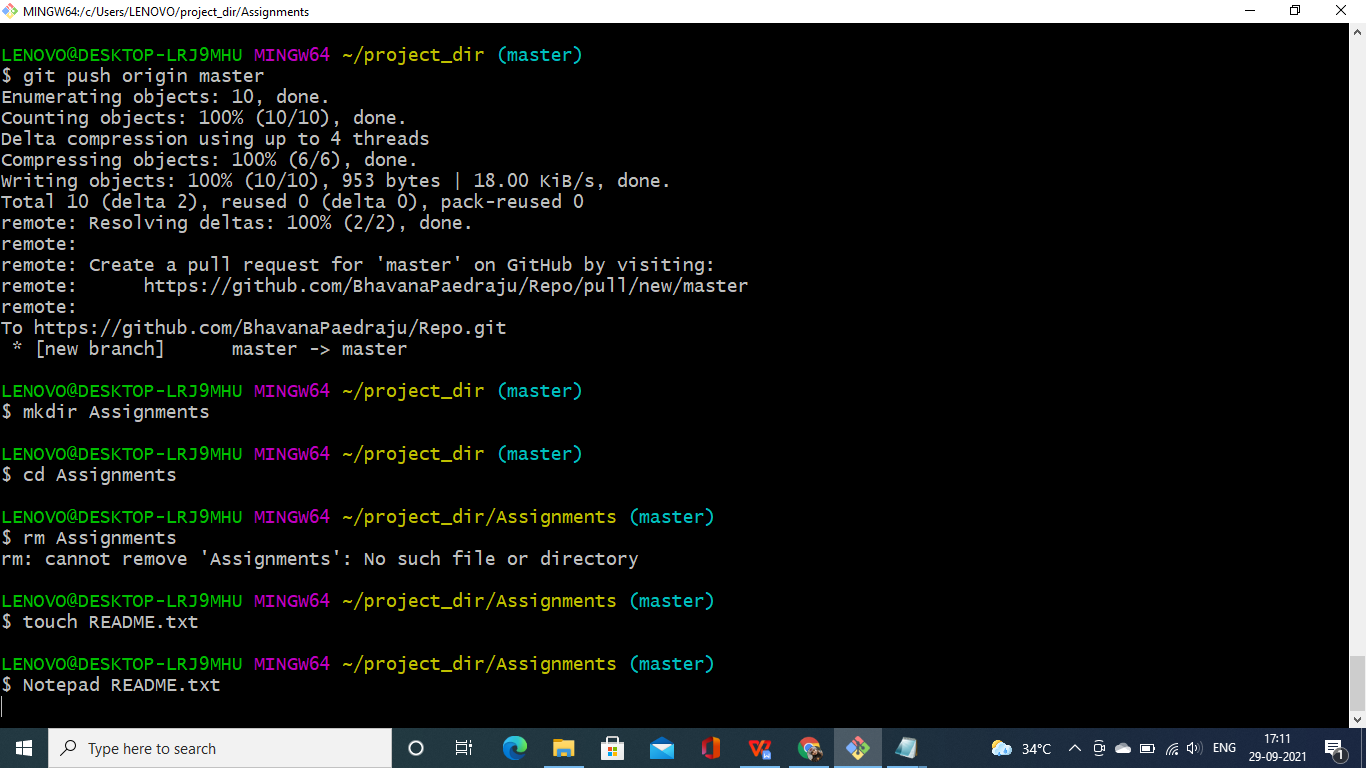 MINGW64:/c/Users/LENOVO/project_dir/Assignments
LENOVO@DESKTOP-LRJ9MHU MINGW64 ~/project_dir (master)
$ git push origin master
Enumerating objects: 10, done.
Counting objects: 100% (10/10), done.
Delta compression using up to 4 threads
Compressing objects: 100% (6/6), done.
Writing objects: 100% (10/10), 953 bytes | 18.00 KiB/s, done.
Total 10 (delta 2), reused 0 (delta 0), pack-reused 0
remote: Resolving deltas: 100% (2/2), done.
remote:
remote: Create a pull request for 'master' on GitHub by visiting:
remote:      https://github.com/BhavanaPaedraju/Repo/pull/new/master
remote:
To https://github.com/BhavanaPaedraju/Repo.git
 * [new branch]      master -> master
LENOVO@DESKTOP-LRJ9MHU MINGW64 ~/project_dir (master)
$ mkdir Assignments
LENOVO@DESKTOP-LRJ9MHU MINGW64 ~/project_dir (master)
$ cd Assignments
LENOVO@DESKTOP-LRJ9MHU MINGW64 ~/project_dir/Assignments (master)
$ rm Assignments
rm: cannot remove 'Assignments': No such file or directory
LENOVO@DESKTOP-LRJ9MHU MINGW64 ~/project_dir/Assignments (master)
$ touch README.txt
LENOVO@DESKTOP-LRJ9MHU MINGW64 ~/project_dir/Assignments (master)
$ Notepad README.txt
Type here to search
34°C
ENG
17:11
29-09-2021
1